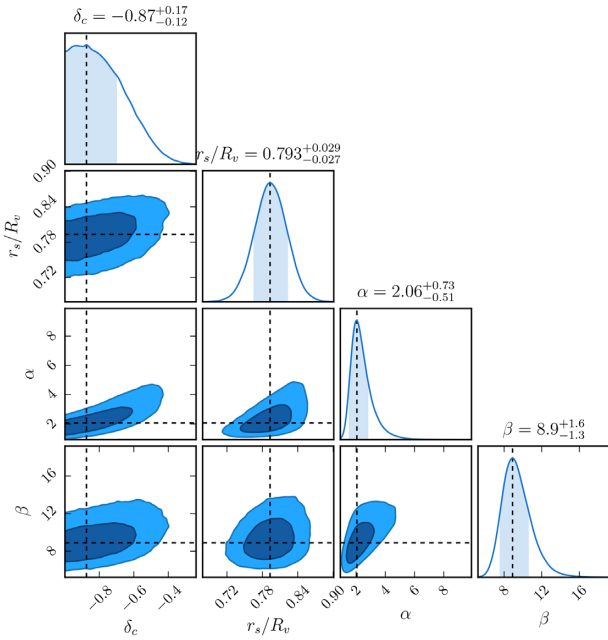 δ_c = −0.87^{+0.17}_{−0.12}
r_s/R_v = 0.793^{+0.029}_{−0.027}
α = 2.06^{+0.73}_{−0.51}
β = 8.9^{+1.6}_{−1.3}
r_s/R_v
0.90
0.84
0.78
0.72
α
8
6
4
2
β
16
12
8
−0.8
−0.6
−0.4
δ_c
0.72
0.78
0.84
0.90
r_s/R_v
2
4
6
8
α
8
12
16
β